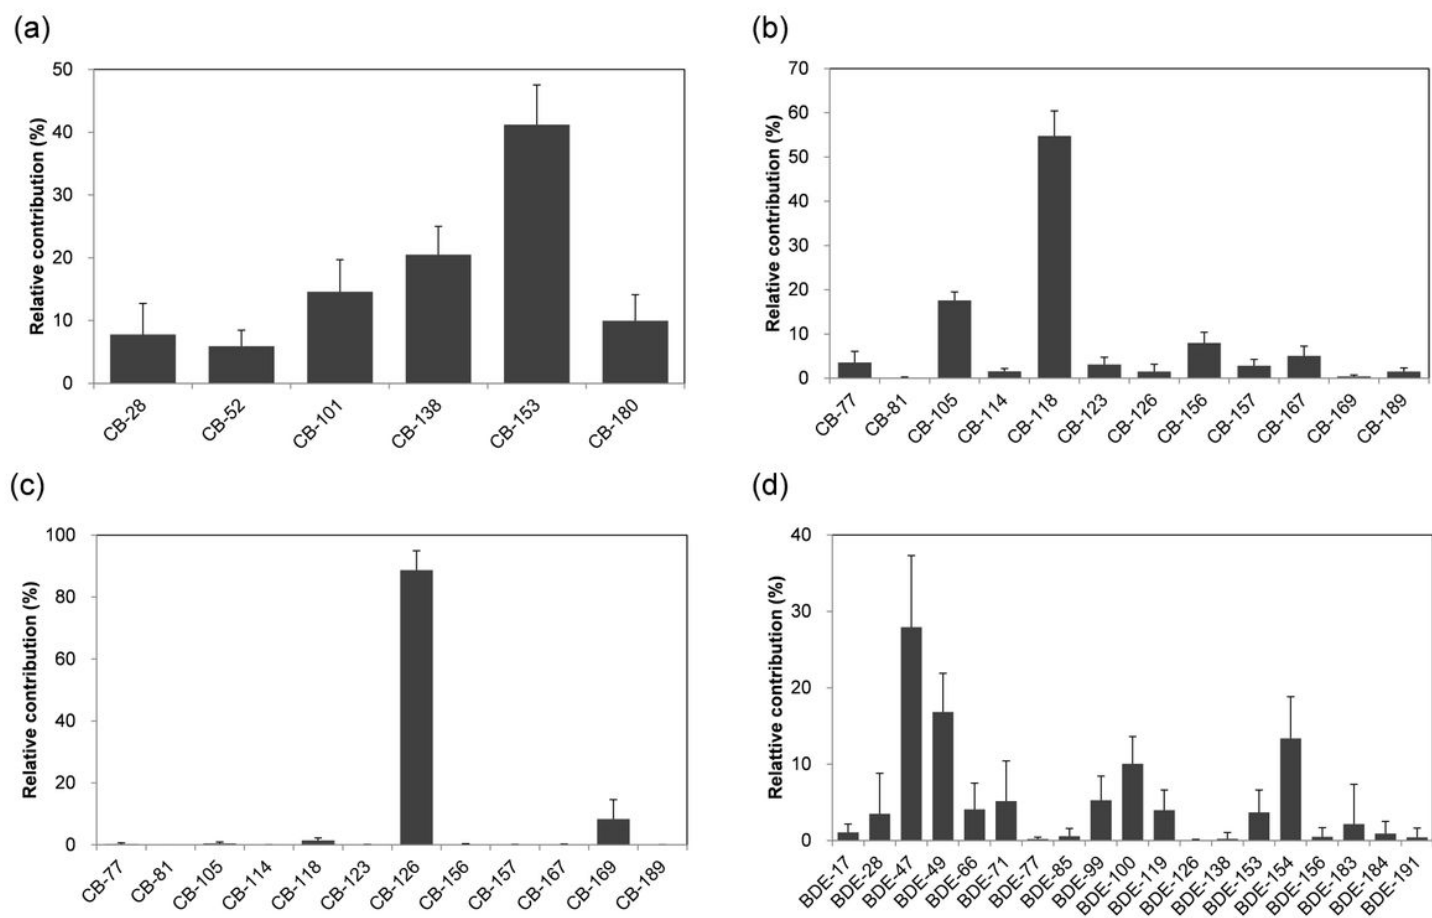 (a)
Relative contribution (%)
50
40
30
20
10
0
CB-28
CB-52
CB-101
CB-138
CB-153
CB-180
(b)
Relative contribution (%)
70
60
50
40
30
20
10
0
CB-77
CB-81
CB-105
CB-114
CB-118
CB-123
CB-126
CB-156
CB-157
CB-167
CB-169
CB-189
(c)
Relative contribution (%)
100
80
60
40
20
0
CB-77
CB-81
CB-105
CB-114
CB-118
CB-123
CB-126
CB-156
CB-157
CB-167
CB-169
CB-189
(d)
Relattive contribution (%)
40
30
20
10
0
BDE-17
BDE-28
BDE-47
BDE-49
BDE-66
BDE-71
BDE-77
BDE-85
BDE-99
BDE-100
BDE-119
BDE-126
BDE-138
BDE-153
BDE-154
BDE-156
BDE-183
BDE-184
BDE-191